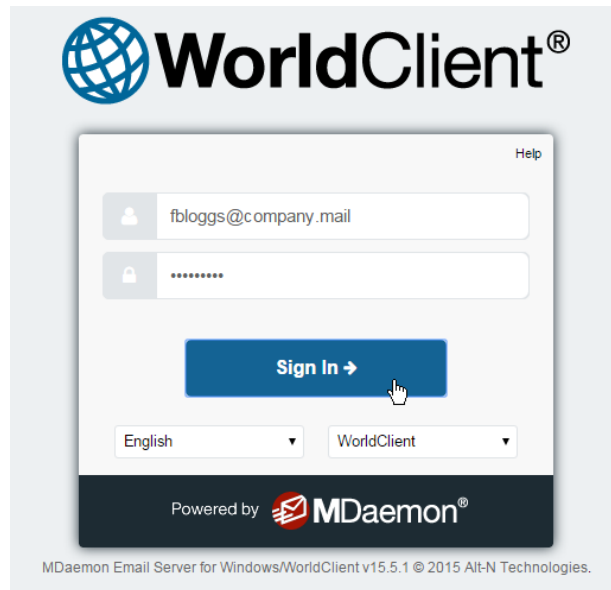 WorldClient®
Help
fbloggs@company.mail
•••••••••
Sign In →
English ▼ WorldClient ▼
Powered by MDaemon®
MDaemon Email Server for Windows/WorldClient v15.5.1 © 2015 Alt-N Technologies.